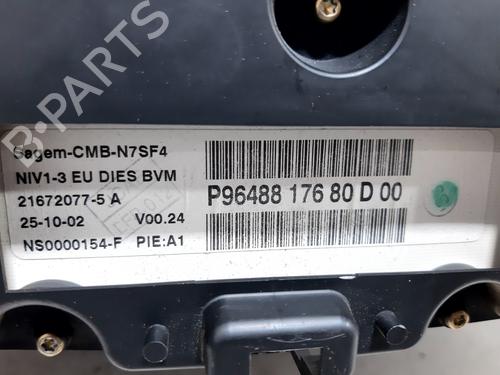 B-PARTS
Sagem-CMB-N7SF4
NIV1-3 EU DIES BVM
21672077-5 A
25-10-02 V00.24
NS0000154-F PIE:A1
P96488 176 80 D 00